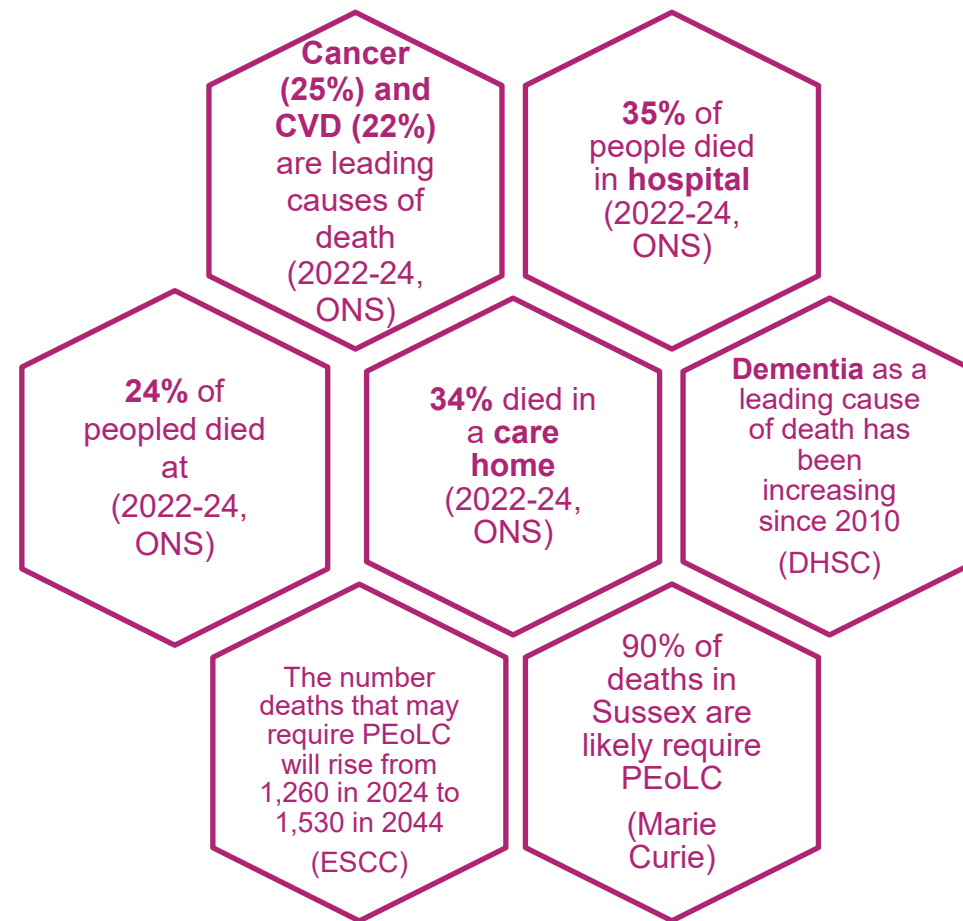 Cancer
(25%) and
CVD (22%)
are leading
causes of
death
(2022-24,
ONS)
35% of
people died
in hospital
(2022-24,
ONS)
24% of
peopled died
at
(2022-24,
ONS)
34% died in
a care
home
(2022-24,
ONS)
Dementia as a
leading cause
of death has
been
increasing
since 2010
(DHSC)
The number
deaths that may
require PEoLC
will rise from
1,260 in 2024 to
1,530 in 2044
(ESCC)
90% of
deaths in
Sussex are
likely require
PEoLC
(Marie
Curie)